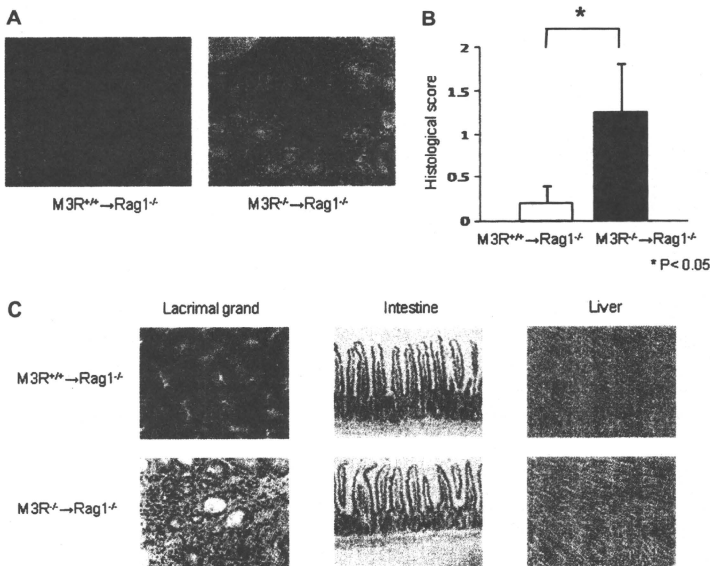 A
M3R+/+→Rag1-/-
M3R-/-→Rag1-/-
B
*
Histological score
2
1.5
1
0.5
0
M3R+/+→Rag1-/-
M3R-/-→Rag1-/-
* P< 0.05
C
Lacrimal grand
Intestine
Liver
M3R+/+→Rag1-/-
M3R-/-→Rag1-/-